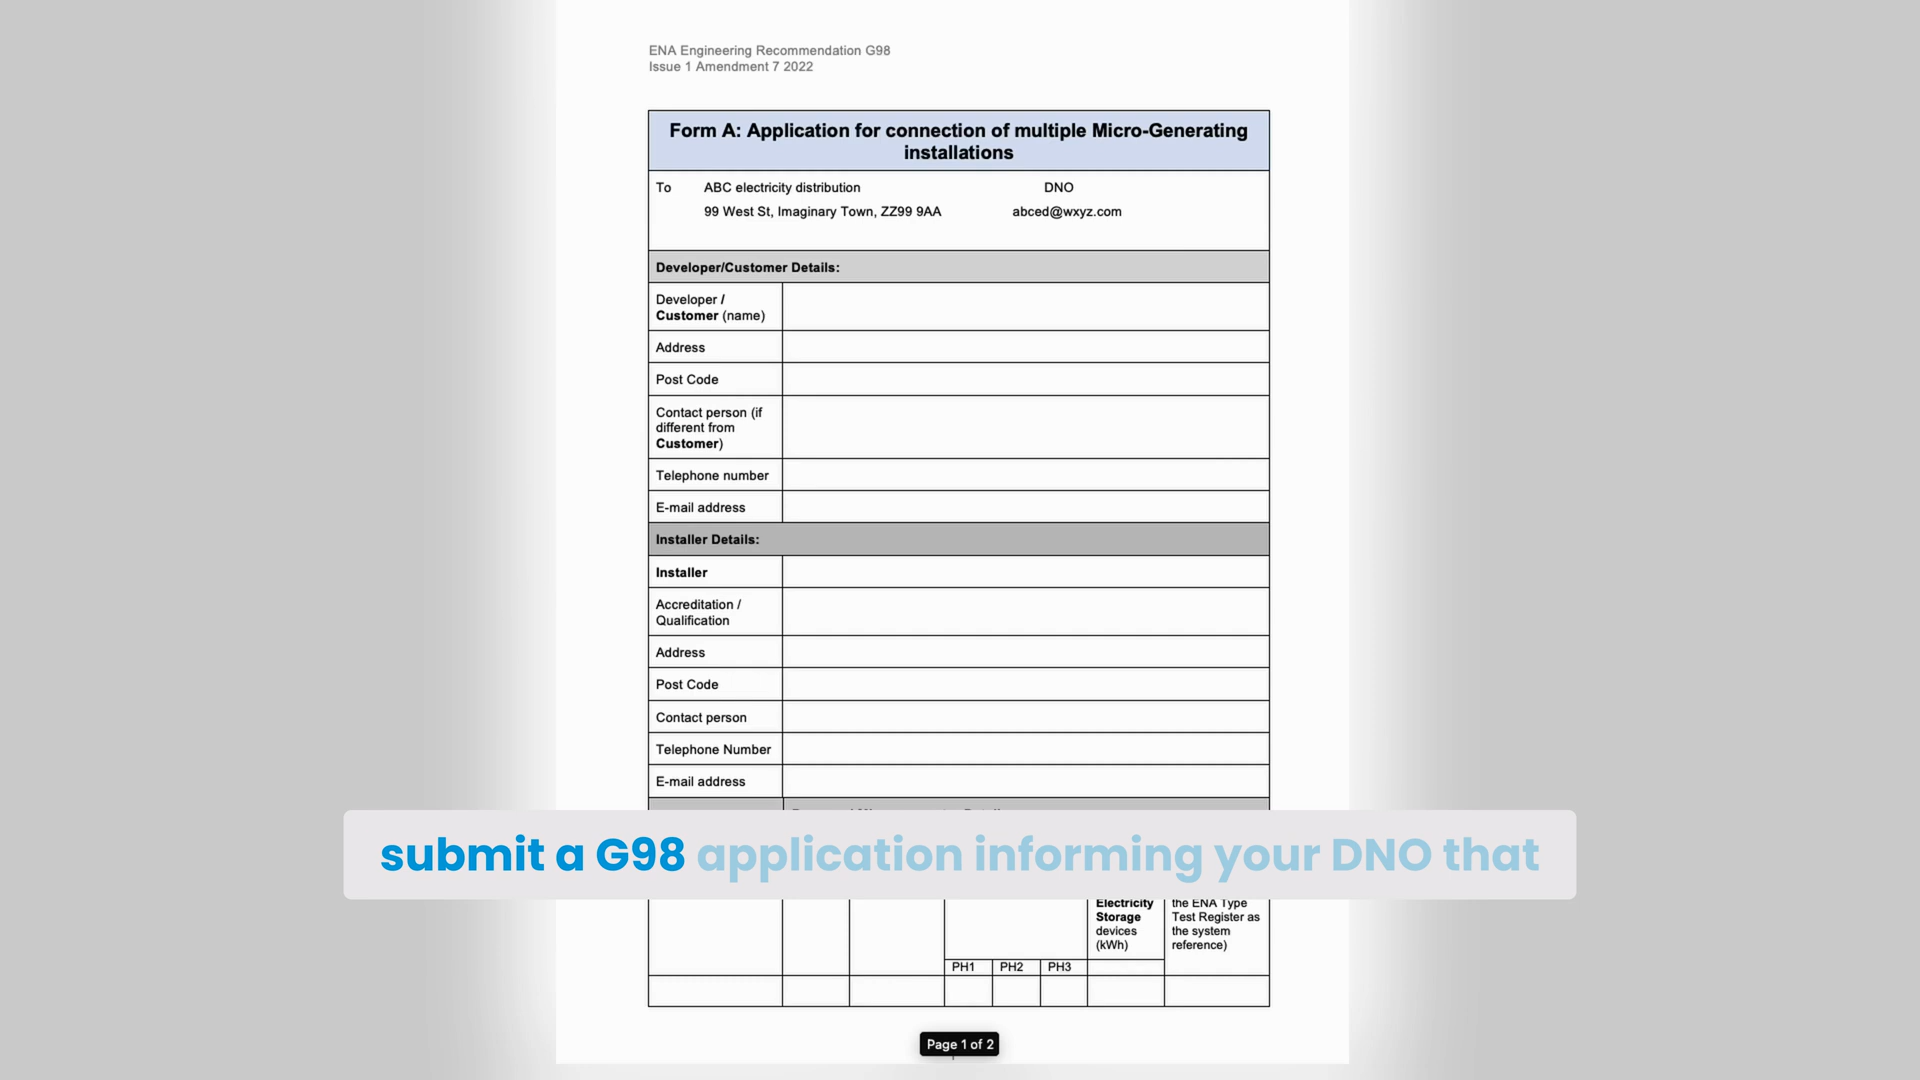 ENA Engineering Recommendation G98
Issue 1 Amendment 7 2022
Form A: Application for connection of multiple Micro-Generating
installations
To ABC electricity distribution DNO
99 West St, Imaginary Town, ZZ99 9AA abced@wxyz.com
Developer/Customer Details:
Developer /
Customer (name)
Address
Post Code
Contact person (if
different from
Customer)
Telephone number
E-mail address
Installer Details:
Installer
Accreditation /
Qualification
Address
Post Code
Contact person
Telephone Number
E-mail address
submit a G98 application informing your DNO that
Electricity
Storage
devices
(kWh)
the ENA Type
Test Register as
the system
reference)
PH1 PH2 PH3
Page 1 of 2